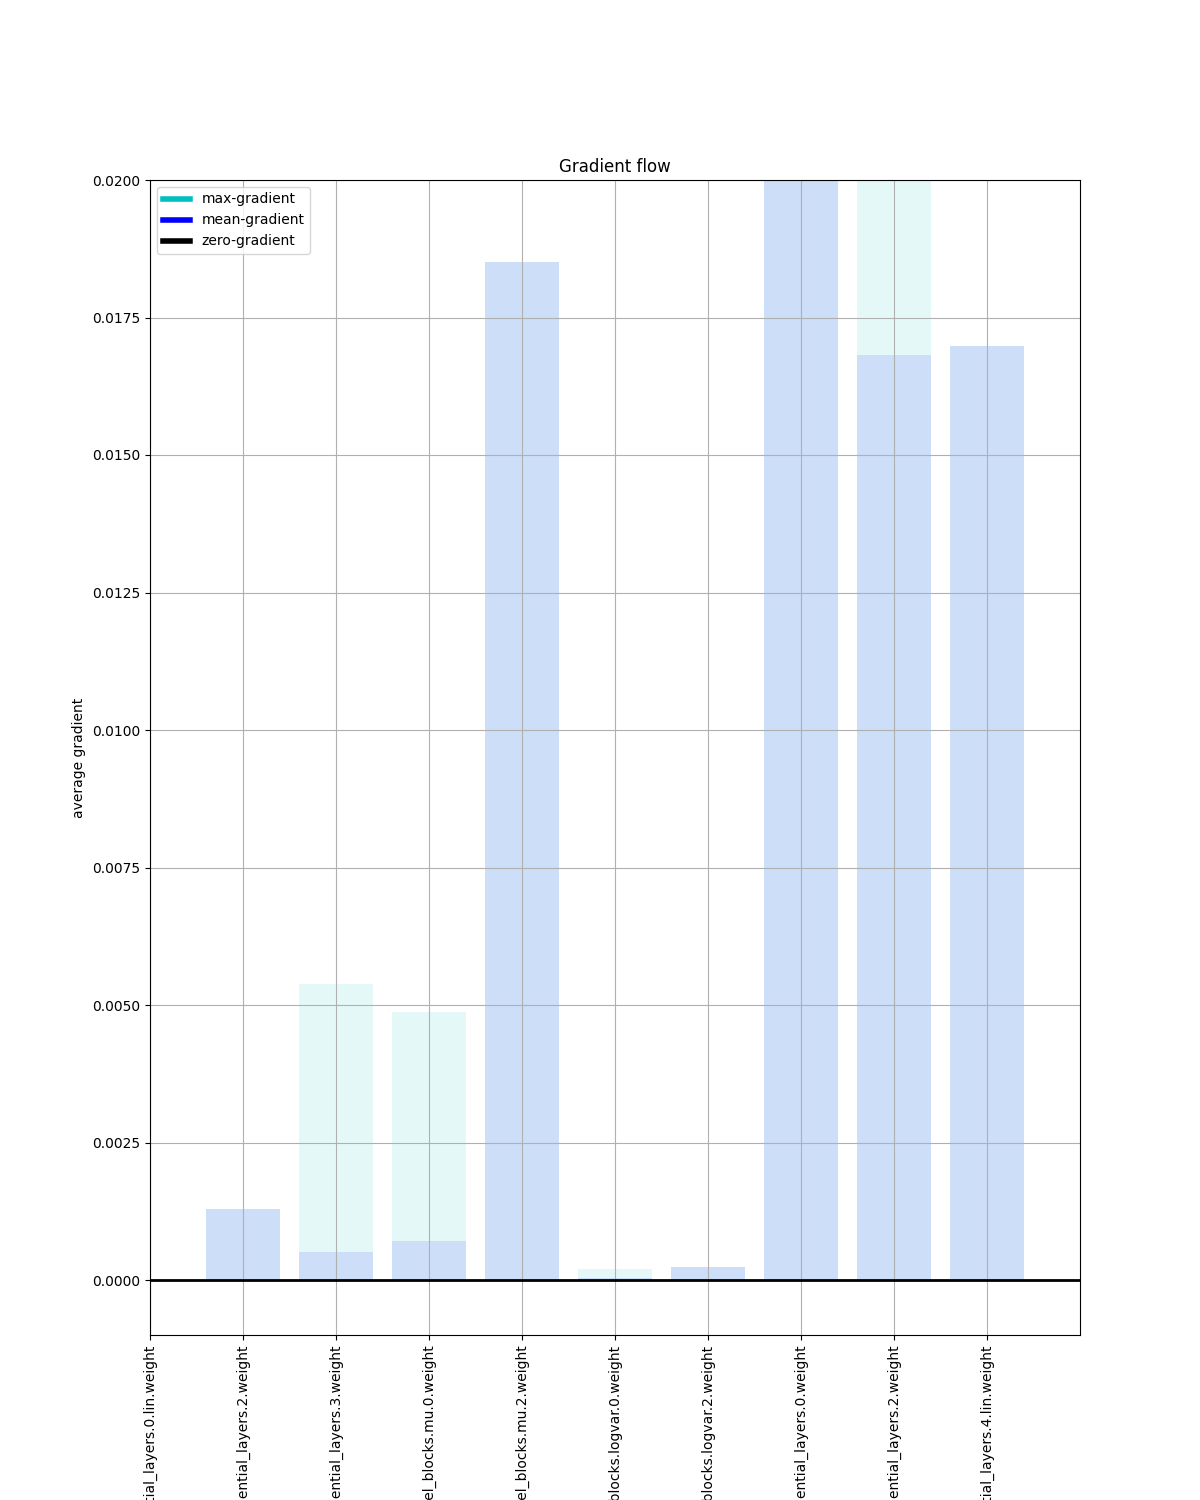 Gradient flow
max-gradient
mean-gradient
zero-gradient
0.0200
0.0175
0.0150
0.0125
0.0100
0.0075
0.0050
0.0025
0.0000
average gradient
tial_layers.0.lin.weight
ential_layers.2.weight
ential_layers.3.weight
el_blocks.mu.0.weight
el_blocks.mu.2.weight
blocks.logvar.0.weight
blocks.logvar.2.weight
ential_layers.0.weight
ential_layers.2.weight
tial_layers.4.lin.weight